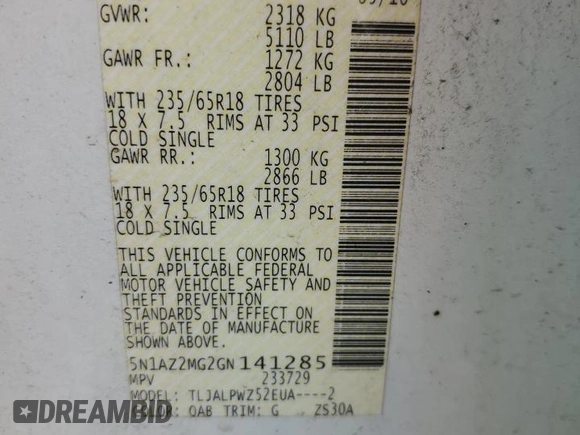 GVWR: 2318 KG
5110 LB
GAWR FR.: 1272 KG
2804 LB
WITH 235/65R18 TIRES
18 X 7.5 RIMS AT 33 PSI
COLD SINGLE
GAWR RR.: 1300 KG
2866 LB
WITH 235/65R18 TIRES
18 X 7.5 RIMS AT 33 PSI
COLD SINGLE
THIS VEHICLE CONFORMS TO
ALL APPLICABLE FEDERAL
MOTOR VEHICLE SAFETY AND
THEFT PREVENTION
STANDARDS IN EFFECT ON
THE DATE OF MANUFACTURE
SHOWN ABOVE.
5N1AZ2MG2GN141285
MPV 233729
MODEL: TLJALPWZ52EUA----2
COLOR: QAB TRIM: G ZS30A
DREAMBID.COM